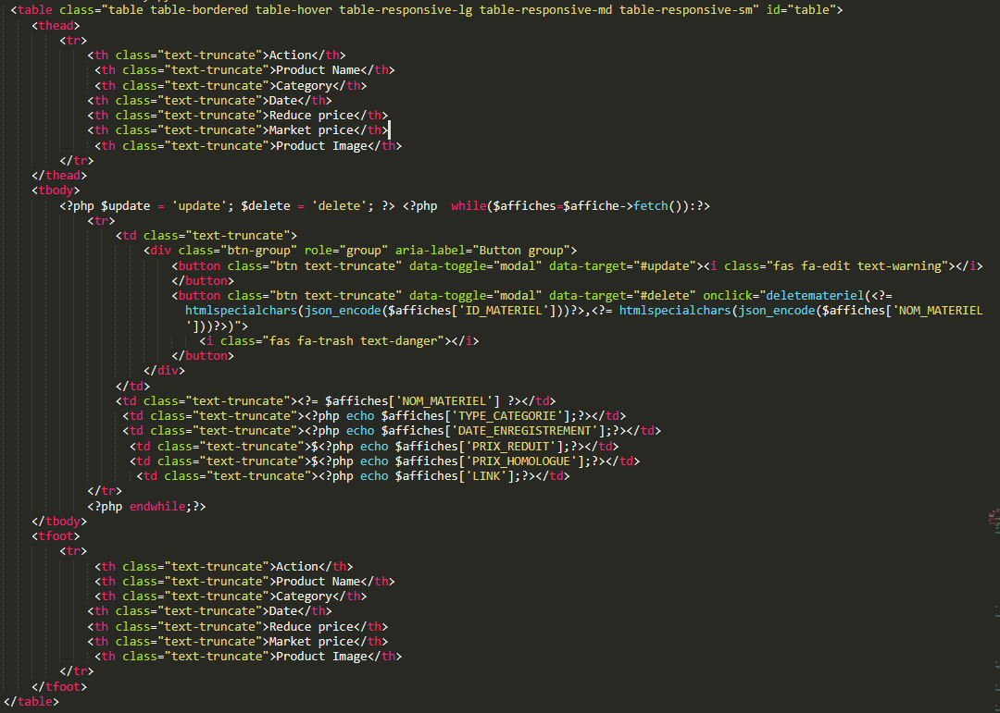 <table class="table table-bordered table-hover table-responsive-lg table-responsive-md table-responsive-sm" id="table">
<thead>
<tr>
<th class="text-truncate">Action</th>
<th class="text-truncate">Product Name</th>
<th class="text-truncate">Category</th>
<th class="text-truncate">Date</th>
<th class="text-truncate">Reduce price</th>
<th class="text-truncate">Market price</th>
<th class="text-truncate">Product Image</th>
</tr>
</thead>
<tbody>
<?php $update = 'update'; $delete = 'delete'; ?> <?php  while($affiches=$affiche->fetch()):?>
<tr>
<td class="text-truncate">
<div class="btn-group" role="group" aria-label="Button group">
<button class="btn text-truncate" data-toggle="modal" data-target="#update"><i class="fas fa-edit text-warning"></i>
</button>
<button class="btn text-truncate" data-toggle="modal" data-target="#delete" onclick="deletemateriel(<?=
htmlspecialchars(json_encode($affiches['ID_MATERIEL']))?>,<?= htmlspecialchars(json_encode($affiches['NOM_MATERIEL
']))?>)">
<i class="fas fa-trash text-danger"></i>
</button>
</div>
</td>
<td class="text-truncate"><?= $affiches['NOM_MATERIEL'] ?></td>
<td class="text-truncate"><?php echo $affiches['TYPE_CATEGORIE'];?></td>
<td class="text-truncate"><?php echo $affiches['DATE_ENREGISTREMENT'];?></td>
<td class="text-truncate">$<?php echo $affiches['PRIX_REDUIT'];?></td>
<td class="text-truncate">$<?php echo $affiches['PRIX_HOMOLOGUE'];?></td>
<td class="text-truncate"><?php echo $affiches['LINK'];?></td>
</tr>
<?php endwhile;?>
</tbody>
<tfoot>
<tr>
<th class="text-truncate">Action</th>
<th class="text-truncate">Product Name</th>
<th class="text-truncate">Category</th>
<th class="text-truncate">Date</th>
<th class="text-truncate">Reduce price</th>
<th class="text-truncate">Market price</th>
<th class="text-truncate">Product Image</th>
</tr>
</tfoot>
</table>